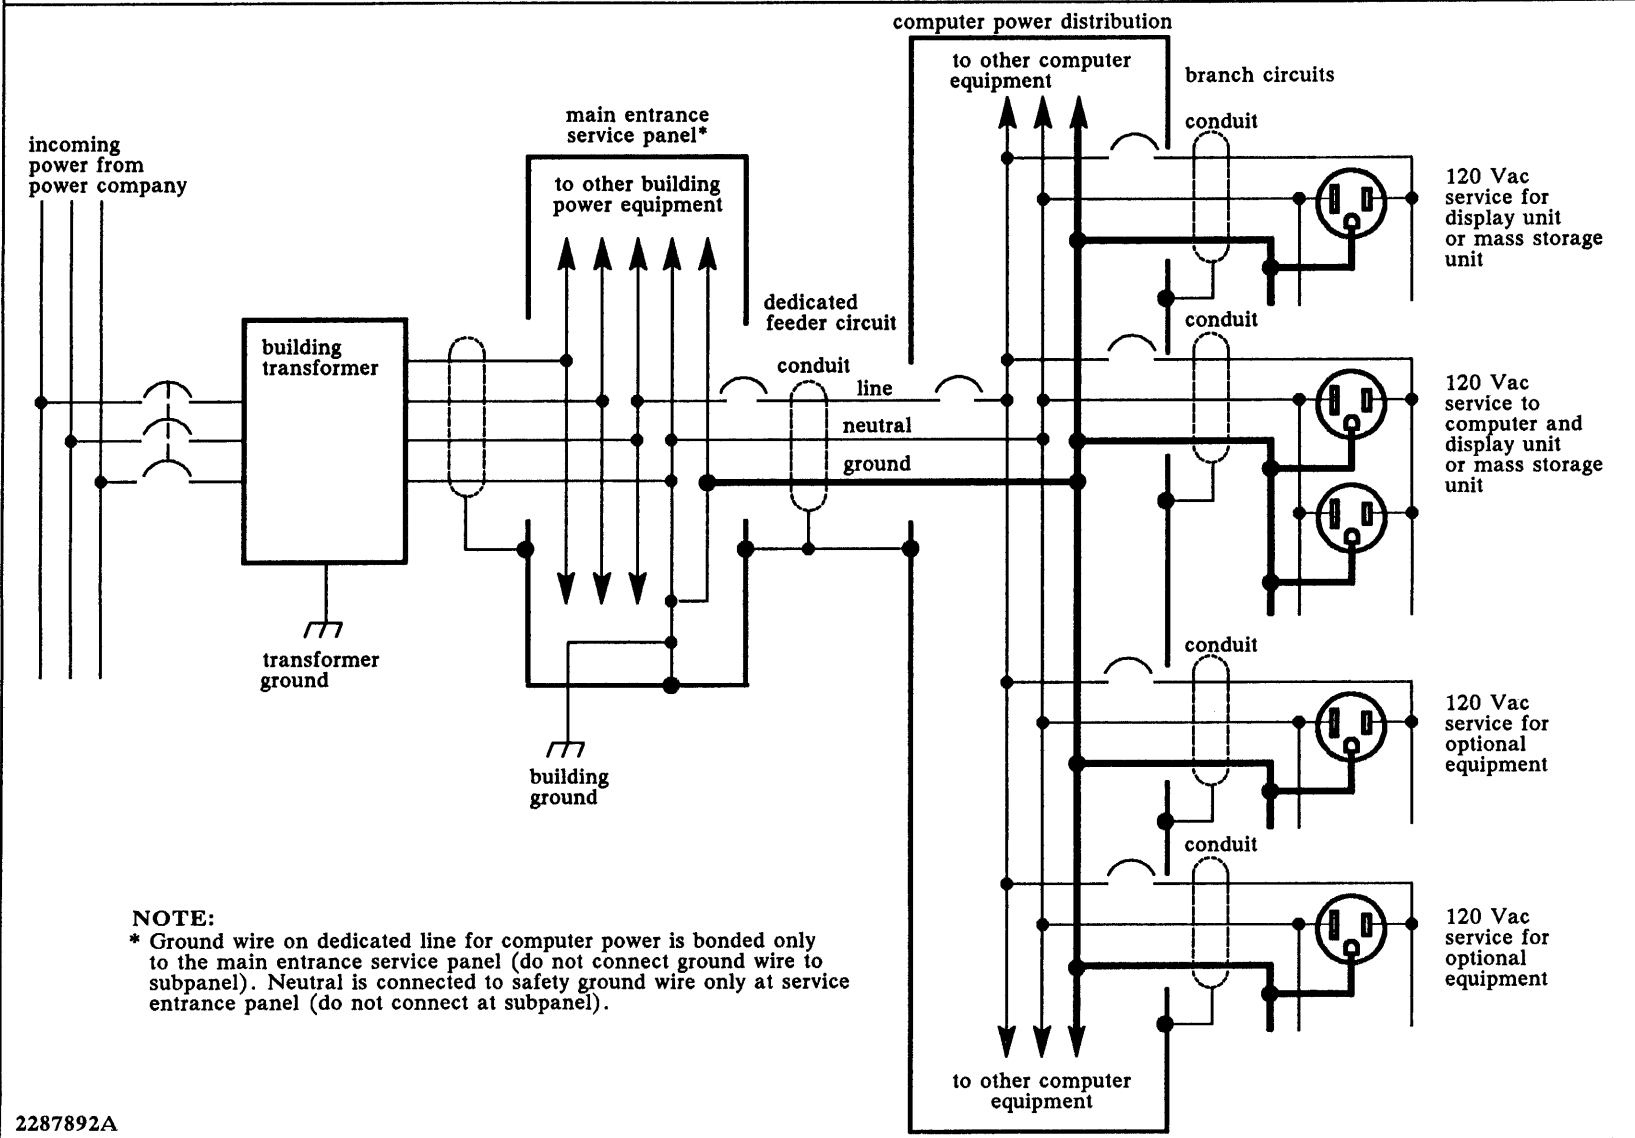 computer power distribution
to other computer
equipment
branch circuits
conduit
main entrance
service panel*
incoming
power from
power company
to other building
power equipment
120 Vac
service for
display unit
or mass storage
unit
dedicated
feeder circuit
conduit
building
transformer
conduit
line
120 Vac
service to
computer and
display unit
or mass storage
unit
neutral
ground
transformer
ground
conduit
120 Vac
service for
optional
equipment
building
ground
conduit
NOTE:
* Ground wire on dedicated line for computer power is bonded only
to the main entrance service panel (do not connect ground wire to
subpanel). Neutral is connected to safety ground wire only at service
entrance panel (do not connect at subpanel).
120 Vac
service for
optional
equipment
to other computer
equipment
2287892A